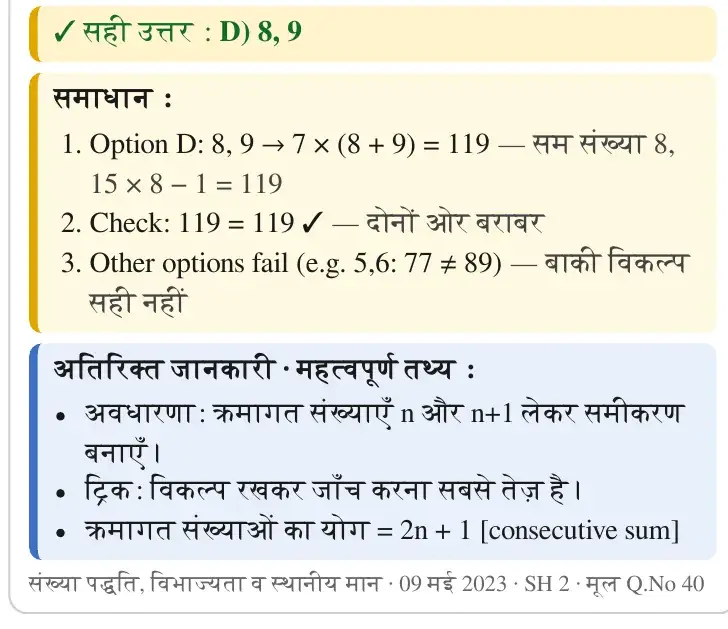 ✓ सही उत्तर : D) 8, 9
समाधान :
1. Option D: 8, 9 → 7 × (8 + 9) = 119 — सम संख्या 8,
15 × 8 − 1 = 119
2. Check: 119 = 119 ✓ — दोनों ओर बराबर
3. Other options fail (e.g. 5,6: 77 ≠ 89) — बाकी विकल्प
सही नहीं
अतिरिक्त जानकारी · महत्वपूर्ण तथ्य :
• अवधारणा : क्रमागत संख्याएँ n और n+1 लेकर समीकरण
बनाएँ।
• ट्रिक : विकल्प रखकर जाँच करना सबसे तेज़ है।
• क्रमागत संख्याओं का योग = 2n + 1 [consecutive sum]
संख्या पद्धति, विभाज्यता व स्थानीय मान · 09 मई 2023 · SH 2 · मूल Q.No 40